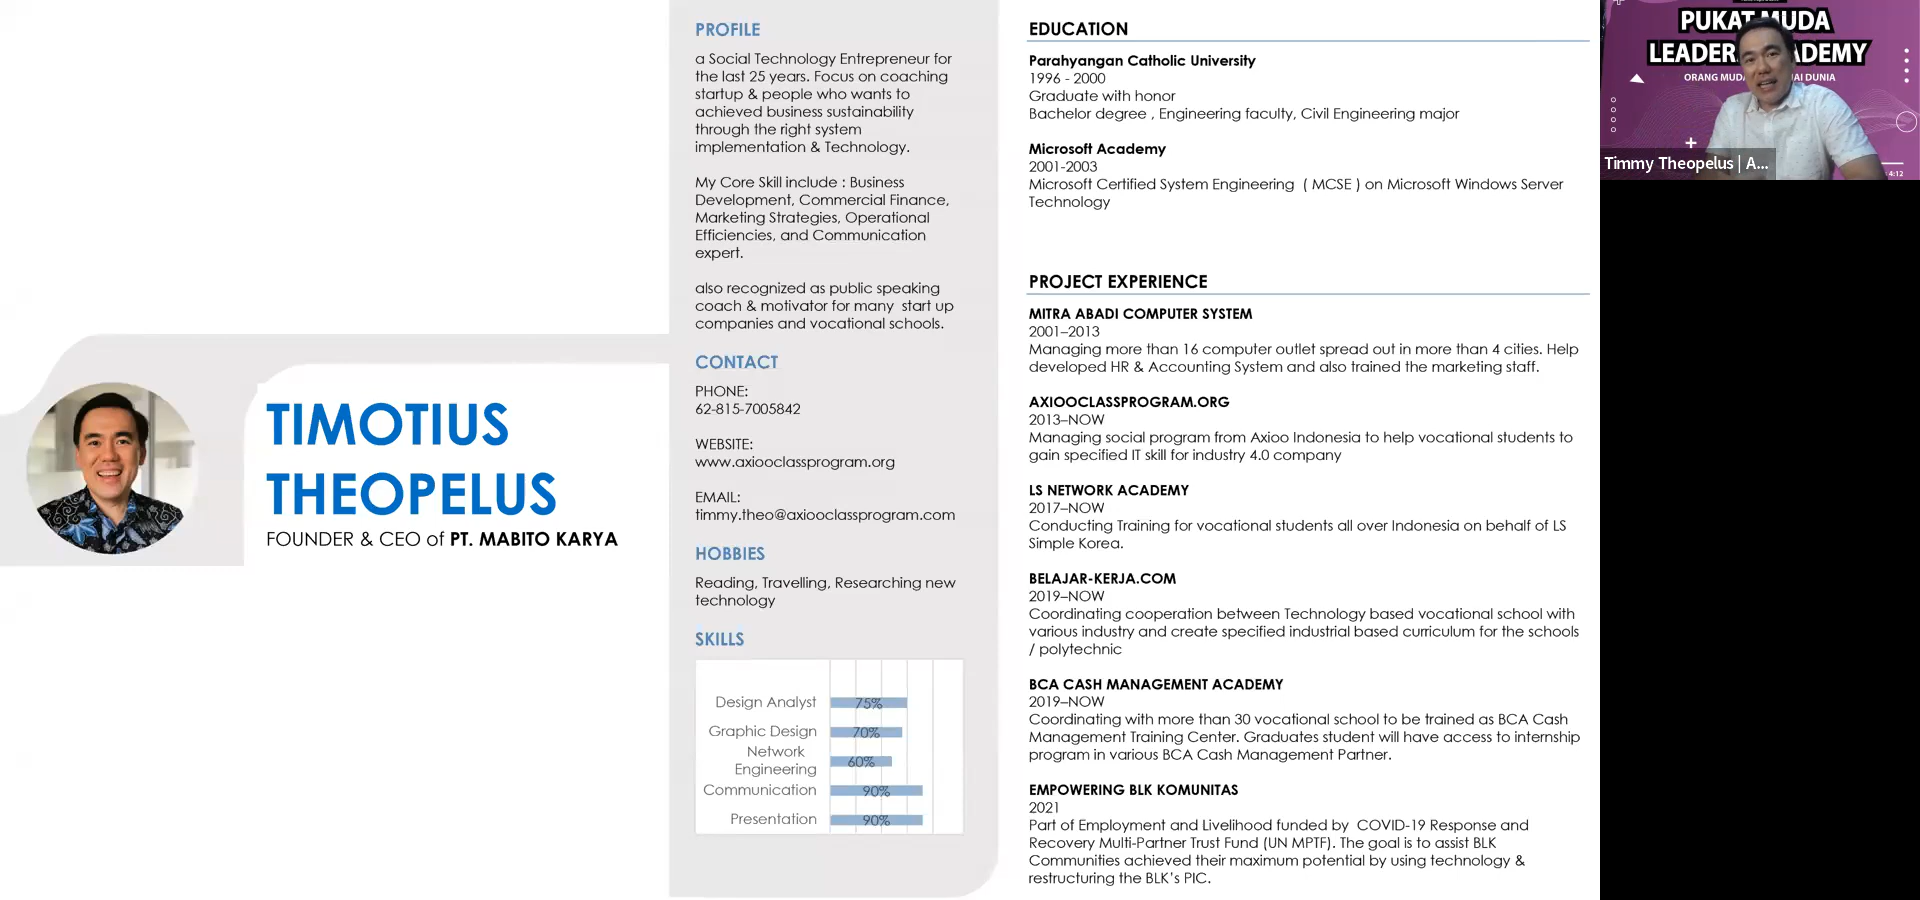 TIMOTIUS
THEOPELUS
FOUNDER & CEO of PT. MABITO KARYA
PROFILE
a Social Technology Entrepreneur for
the last 25 years. Focus on coaching
startup & people who wants to
achieved business sustainability
through the right system
implementation & Technology.
My Core Skill include : Business
Development, Commercial Finance,
Marketing Strategies, Operational
Efficiencies, and Communication
expert.
also recognized as public speaking
coach & motivator for many start up
companies and vocational schools.
CONTACT
PHONE:
62-815-7005842
WEBSITE:
www.axiooclassprogram.org
EMAIL:
timmy.theo@axiooclassprogram.com
HOBBIES
Reading, Travelling, Researching new
technology
SKILLS
Design Analyst 75%
Graphic Design 70%
Network
Engineering 60%
Communication 90%
Presentation 90%
EDUCATION
Parahyangan Catholic University
1996 - 2000
Graduate with honor
Bachelor degree , Engineering faculty, Civil Engineering major
Microsoft Academy
2001-2003
Microsoft Certified System Engineering ( MCSE ) on Microsoft Windows Server
Technology
PROJECT EXPERIENCE
MITRA ABADI COMPUTER SYSTEM
2001–2013
Managing more than 16 computer outlet spread out in more than 4 cities. Help
developed HR & Accounting System and also trained the marketing staff.
AXIOOCLASSPROGRAM.ORG
2013–NOW
Managing social program from Axioo Indonesia to help vocational students to
gain specified IT skill for industry 4.0 company
LS NETWORK ACADEMY
2017–NOW
Conducting Training for vocational students all over Indonesia on behalf of LS
Simple Korea.
BELAJAR-KERJA.COM
2019–NOW
Coordinating cooperation between Technology based vocational school with
various industry and create specified industrial based curriculum for the schools
/ polytechnic
BCA CASH MANAGEMENT ACADEMY
2019–NOW
Coordinating with more than 30 vocational school to be trained as BCA Cash
Management Training Center. Graduates student will have access to internship
program in various BCA Cash Management Partner.
EMPOWERING BLK KOMUNITAS
2021
Part of Employment and Livelihood funded by COVID-19 Response and
Recovery Multi-Partner Trust Fund (UN MPTF). The goal is to assist BLK
Communities achieved their maximum potential by using technology &
restructuring the BLK's PIC.
PUKAT MUDA
LEADER ADEMY
ORANG MUDA DUNIA
Timmy Theopelus | A...
4:12